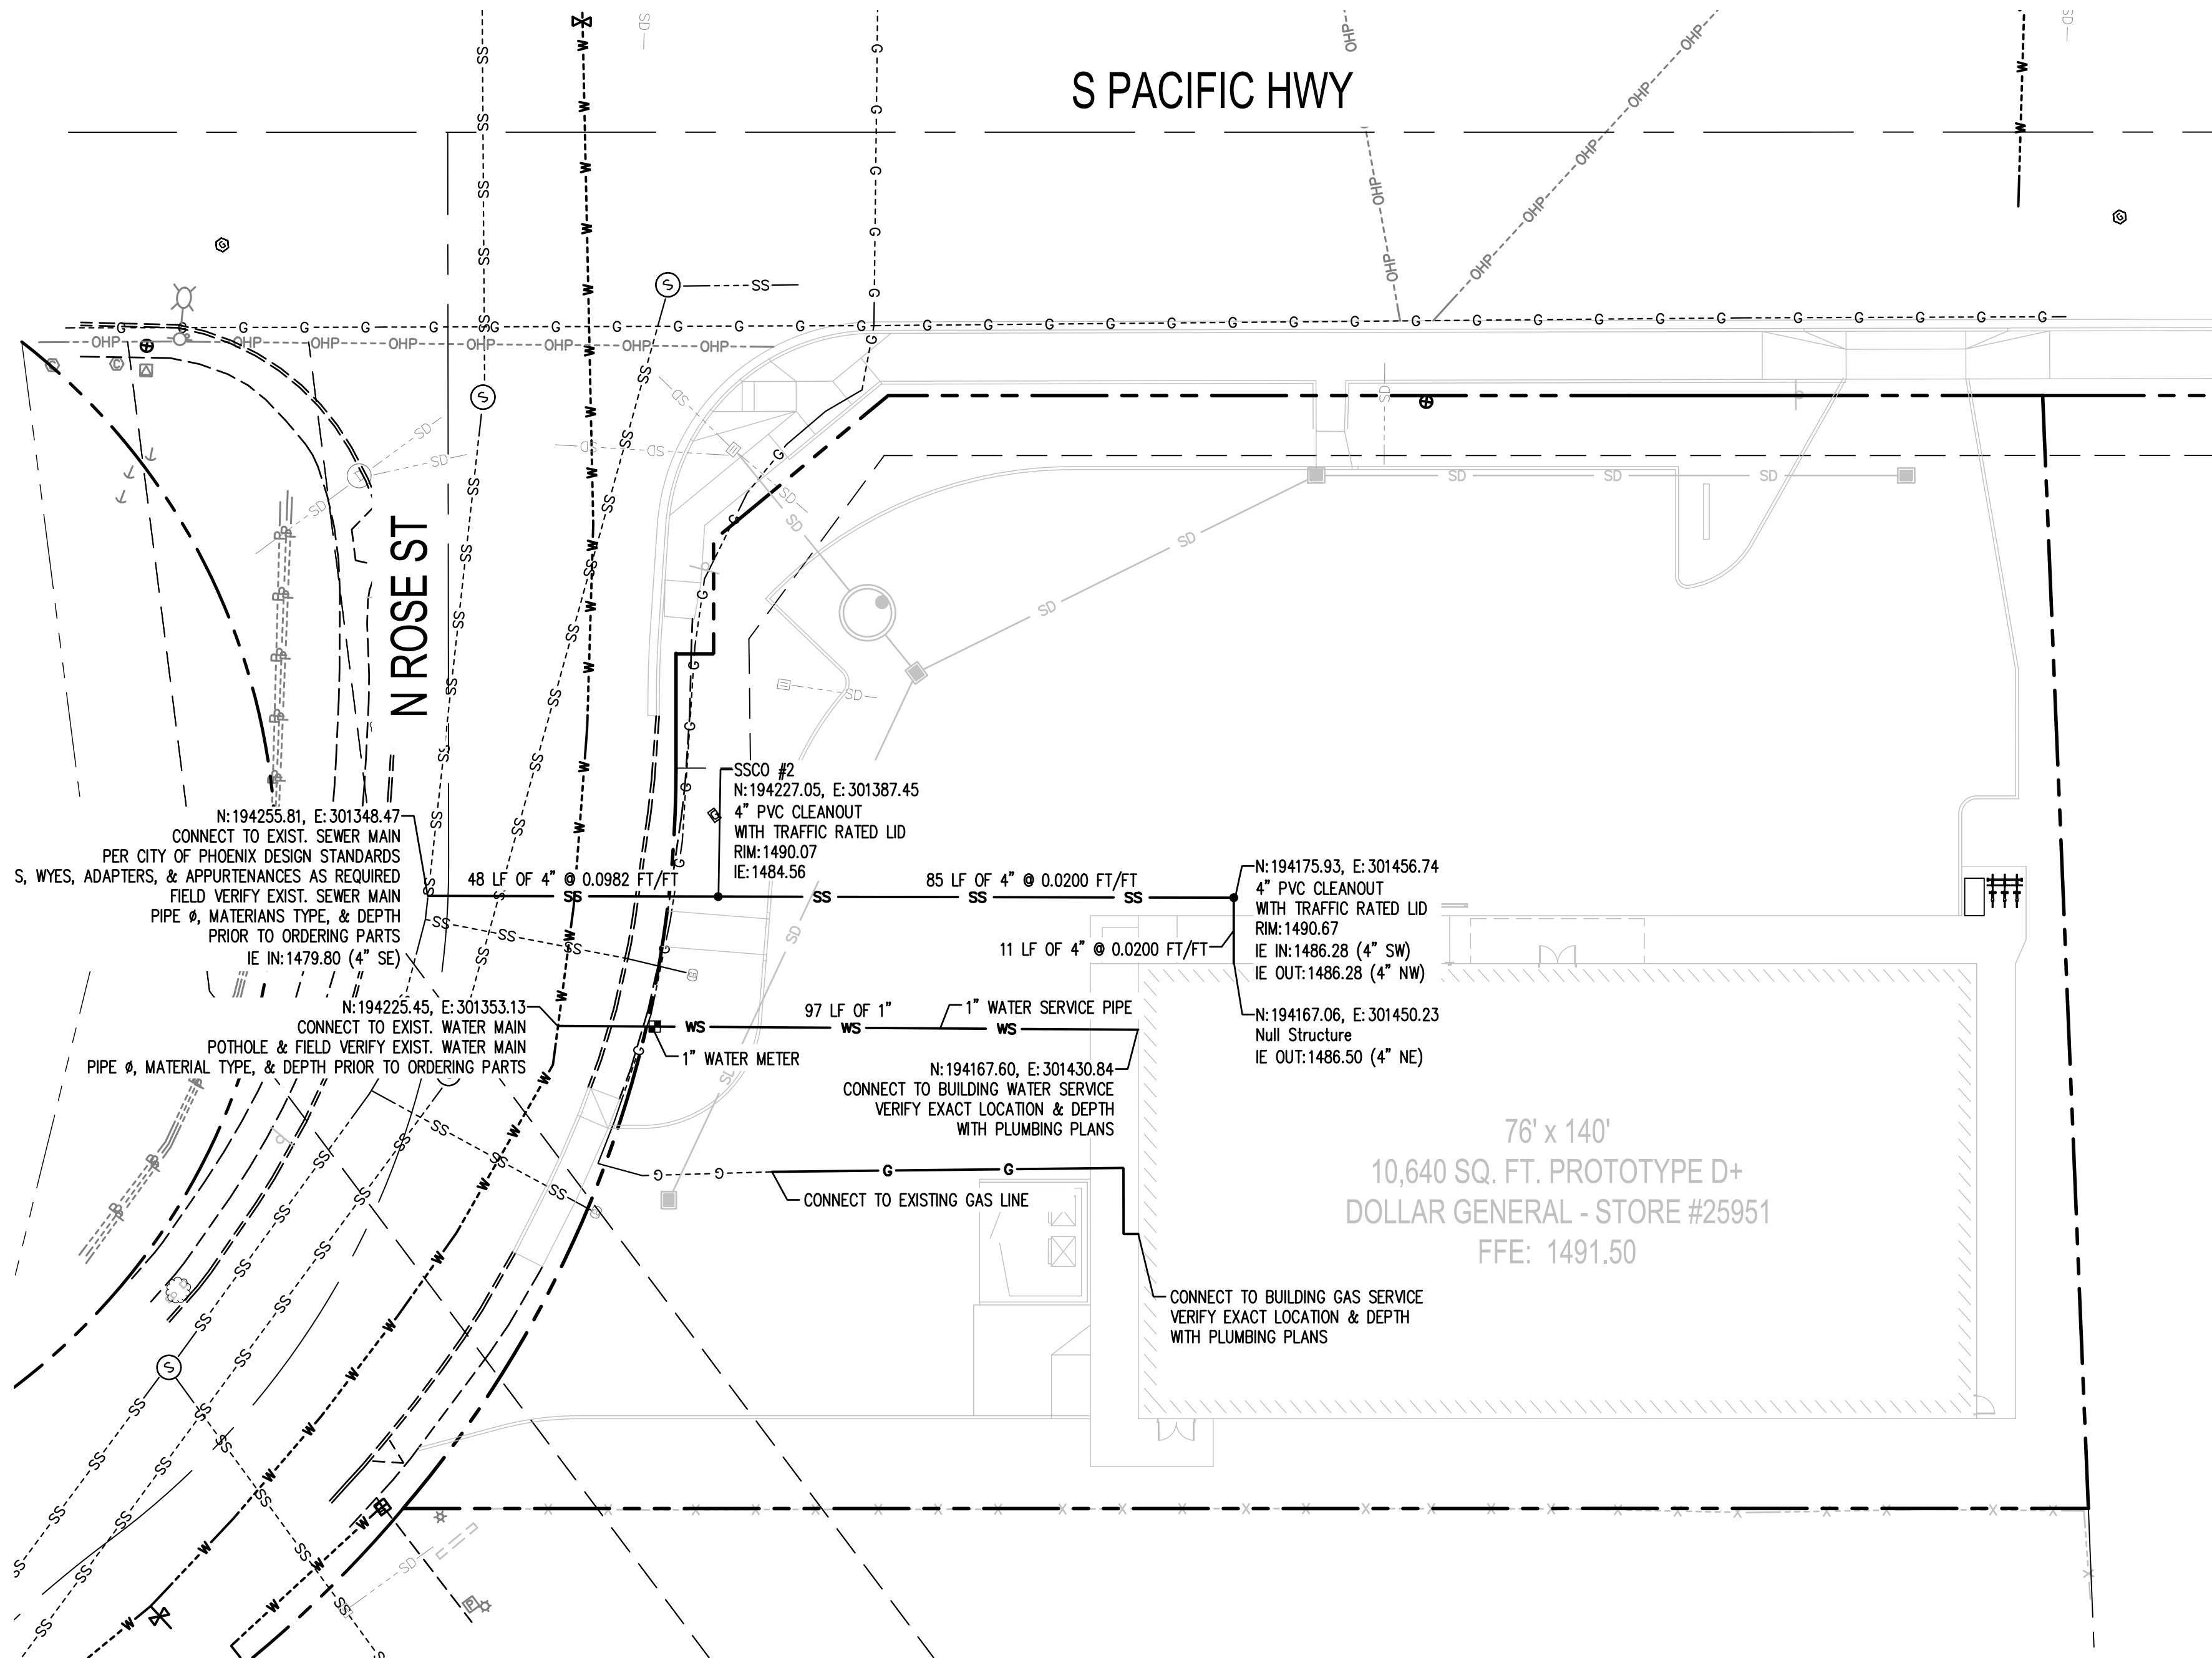 S PACIFIC HWY
N ROSE ST
SSCO #2
N:194227.05, E:301387.45
4" PVC CLEANOUT
WITH TRAFFIC RATED LID
RIM:1490.07
IE:1484.56
N:194255.81, E:301348.47
CONNECT TO EXIST. SEWER MAIN
PER CITY OF PHOENIX DESIGN STANDARDS
S, WYES, ADAPTERS, & APPURTENANCES AS REQUIRED
FIELD VERIFY EXIST. SEWER MAIN
PIPE ø, MATERIANS TYPE, & DEPTH
PRIOR TO ORDERING PARTS
IE IN:1479.80 (4" SE)
48 LF OF 4" @ 0.0982 FT/FT
85 LF OF 4" @ 0.0200 FT/FT
11 LF OF 4" @ 0.0200 FT/FT
N:194175.93, E:301456.74
4" PVC CLEANOUT
WITH TRAFFIC RATED LID
RIM:1490.67
IE IN:1486.28 (4" SW)
IE OUT:1486.28 (4" NW)
N:194167.06, E:301450.23
Null Structure
IE OUT:1486.50 (4" NE)
N:194225.45, E:301353.13
CONNECT TO EXIST. WATER MAIN
POTHOLE & FIELD VERIFY EXIST. WATER MAIN
PIPE ø, MATERIAL TYPE, & DEPTH PRIOR TO ORDERING PARTS
97 LF OF 1"
1" WATER SERVICE PIPE
WS WS WS
1" WATER METER
N:194167.60, E:301430.84
CONNECT TO BUILDING WATER SERVICE
VERIFY EXACT LOCATION & DEPTH
WITH PLUMBING PLANS
CONNECT TO EXISTING GAS LINE
CONNECT TO BUILDING GAS SERVICE
VERIFY EXACT LOCATION & DEPTH
WITH PLUMBING PLANS
76' x 140'
10,640 SQ. FT. PROTOTYPE D+
DOLLAR GENERAL - STORE #25951
FFE: 1491.50